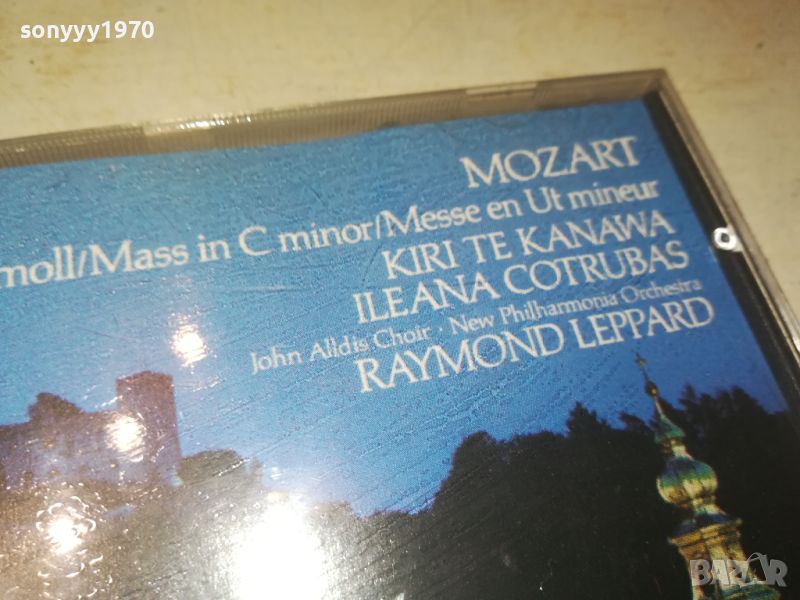 sonyyy1970
MOZART
moll/Mass in C minor/Messe en Ut mineur
KIRI TE KANAWA
ILEANA COTRUBAS
John Alldis Choir · New Philharmonia Orchestra
RAYMOND LEPPARD
BAZAR